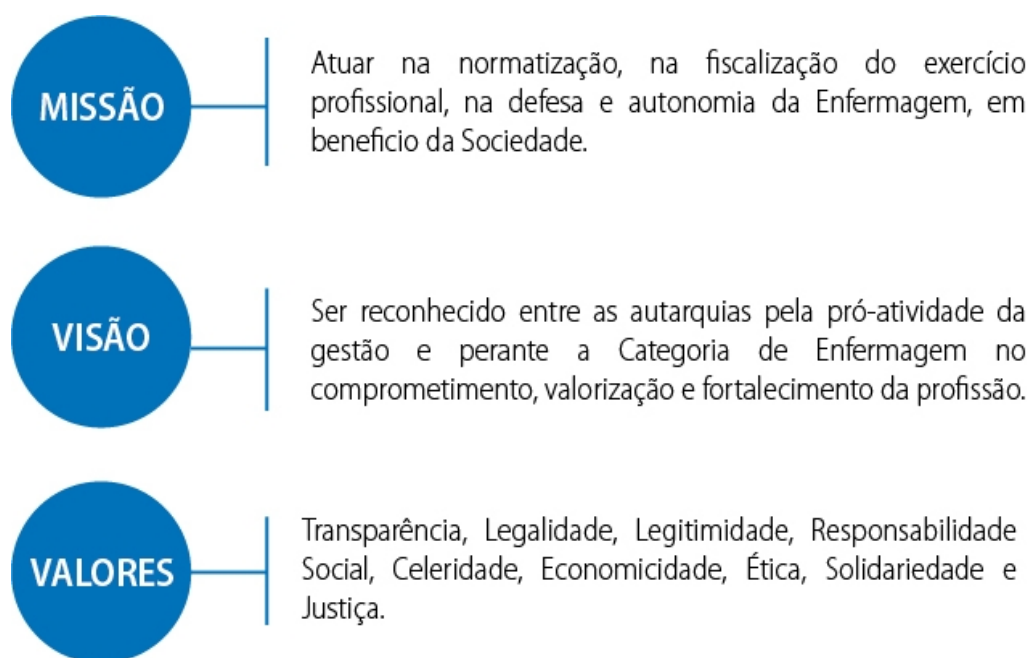 MISSÃO
Atuar na normatização, na fiscalização do exercício
profissional, na defesa e autonomia da Enfermagem, em
beneficio da Sociedade.
VISÃO
Ser reconhecido entre as autarquias pela pró-atividade da
gestão e perante a Categoria de Enfermagem no
comprometimento, valorização e fortalecimento da profissão.
VALORES
Transparência, Legalidade, Legitimidade, Responsabilidade
Social, Celeridade, Economicidade, Ética, Solidariedade e
Justiça.